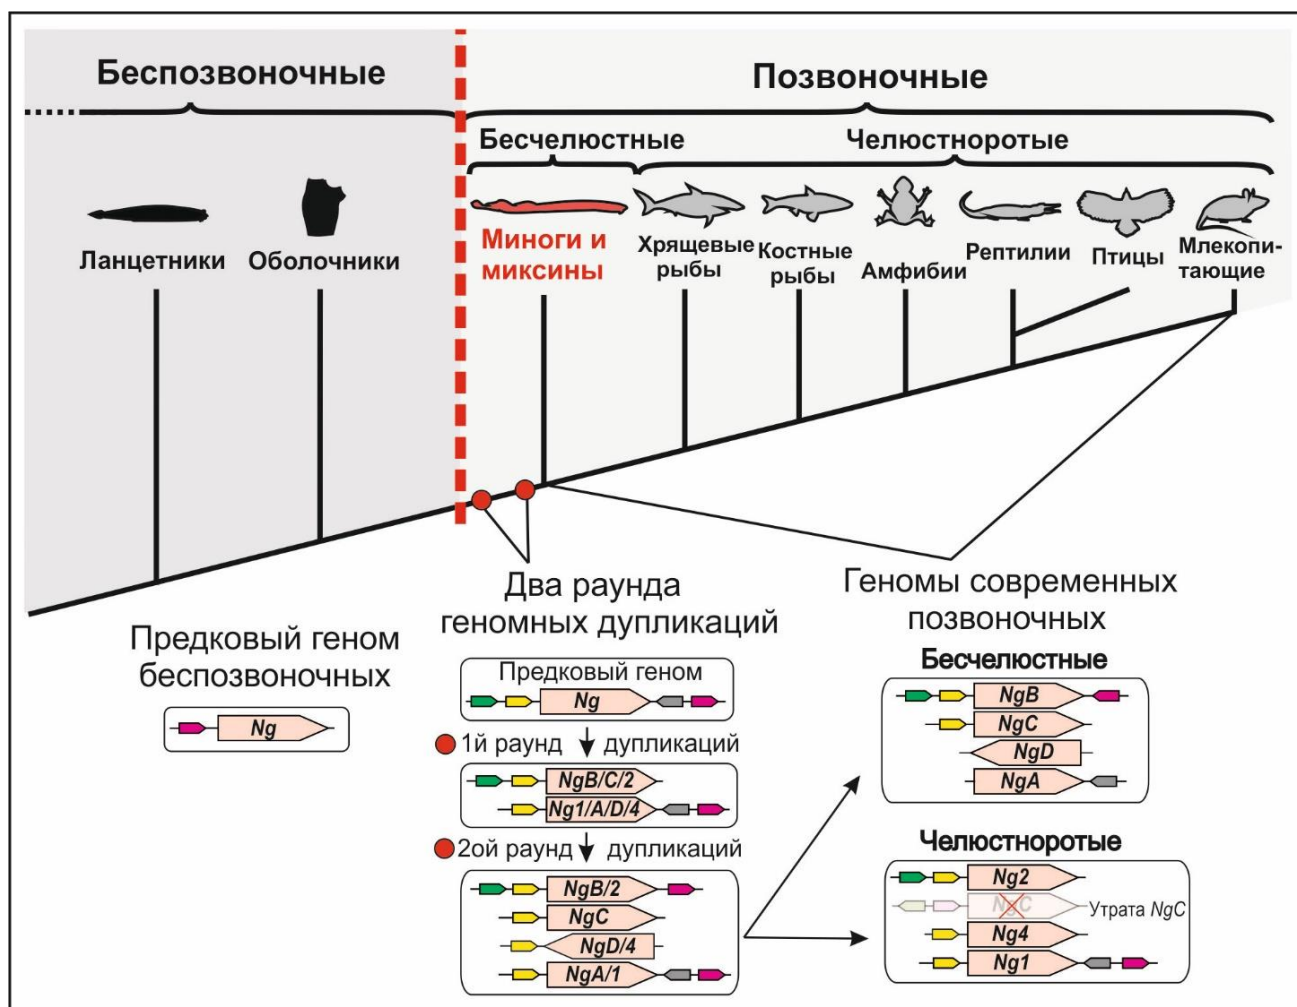 Беспозвоночные
Позвоночные
Бесчелюстные
Челюстноротые
Ланцетники
Оболочники
Миноги и
миксины
Хрящевые
рыбы
Костные
рыбы
Амфибии
Рептилии
Птицы
Млекопи-
тающие
Предковый геном
беспозвоночных
Ng
Два раунда
геномных дупликаций
Предковый геном
Ng
1й раунд дупликаций
NgB/C/2
Ng1/A/D/4
2ой раунд дупликаций
NgB/2
NgC
NgD/4
NgA/1
Геномы современных
позвоночных
Бесчелюстные
NgB
NgC
NgD
NgA
Челюстноротые
Ng2
NgC Утрата NgC
Ng4
Ng1